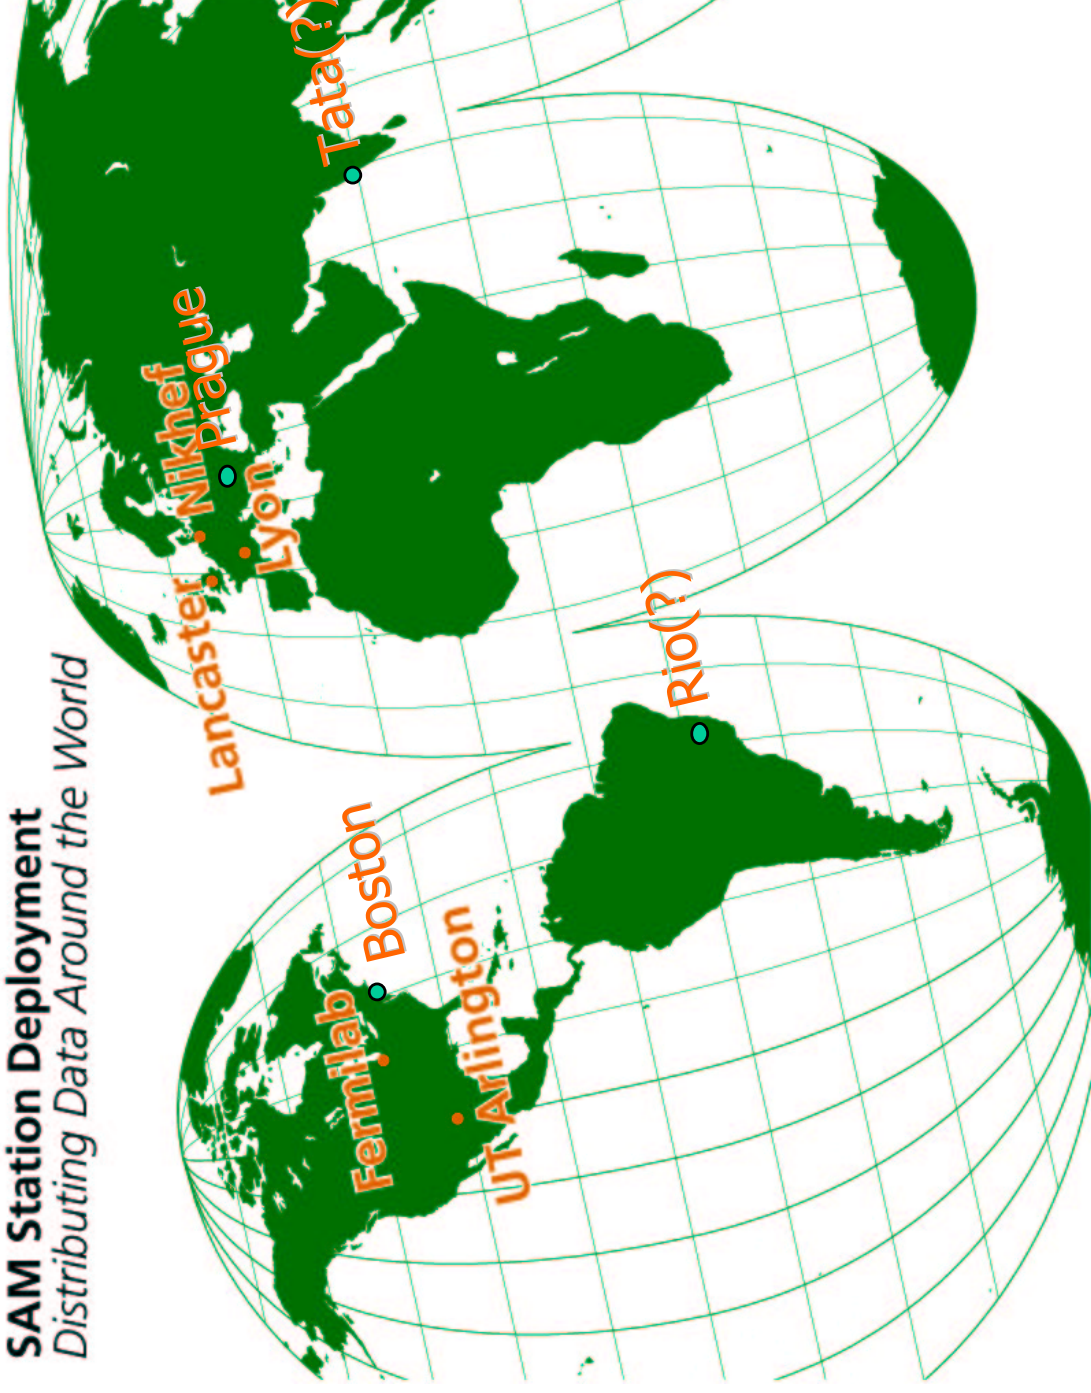 SAM Station Deployment
Distributing Data Around the World
Lancaster
Nikhef
Prague
Lyon
Tata(?)
Boston
Fermilab
UT Arlington
Rio(?)